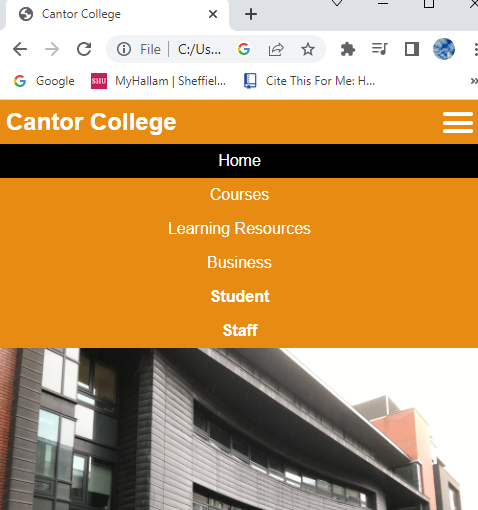 Cantor College
File C:/Us...
Google
SHU MyHallam | Sheffiel...
Cite This For Me: H...
Cantor College
Home
Courses
Learning Resources
Business
Student
Staff